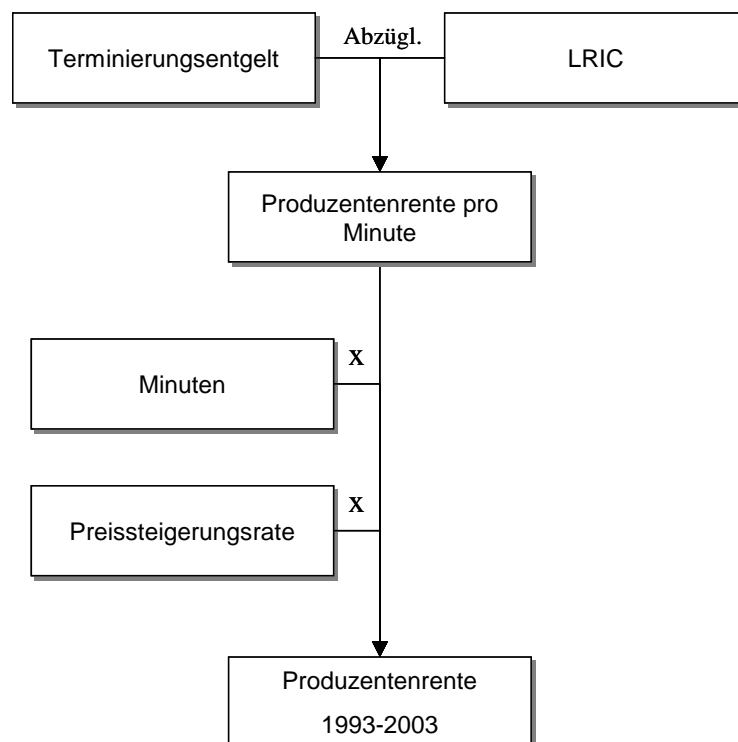 Abzügl.
Terminierungsentgelt
LRIC
Produzentenrente pro
Minute
x
Minuten
x
Preissteigerungsrate
Produzentenrente
1993-2003